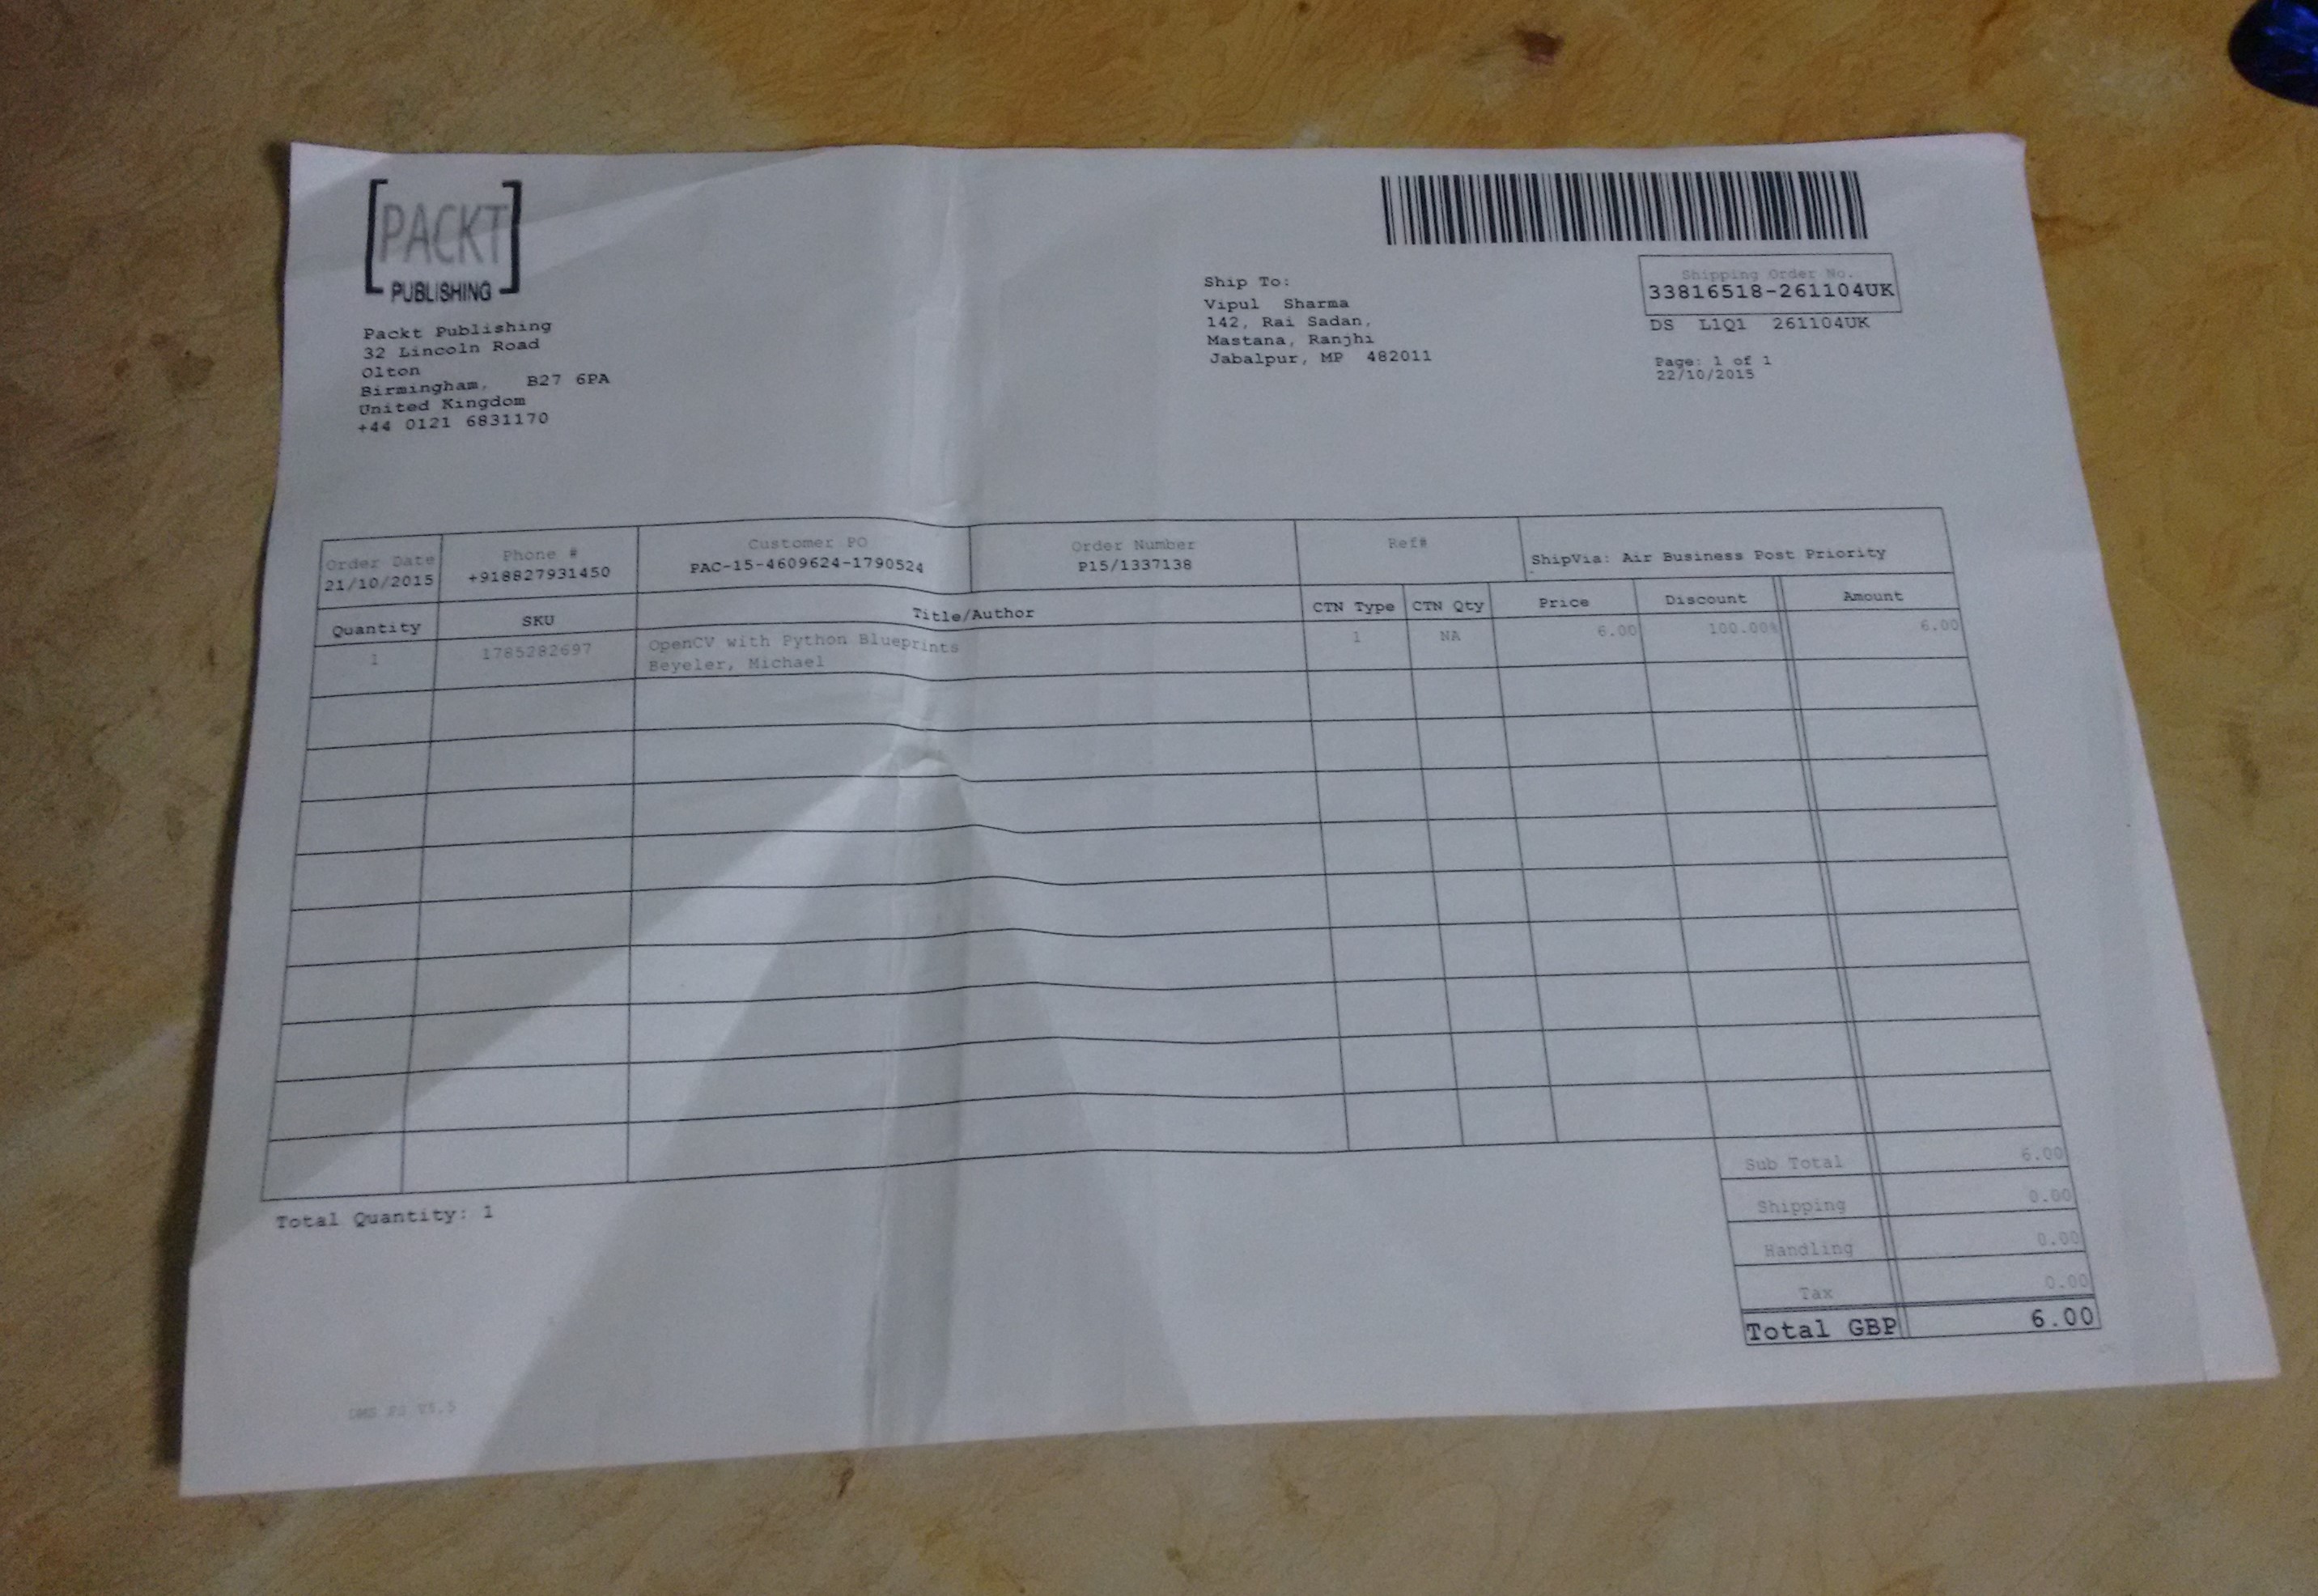 [PACKT]
PUBLISHING
Packt Publishing
32 Lincoln Road
Olton
Birmingham, B27 6PA
United Kingdom
+44 0121 6831170
Ship To:
Vipul Sharma
142, Rai Sadan,
Mastana, Ranjhi
Jabalpur, MP 482011
Shipping Order No.
33816518-261104UK
DS L1Q1 261104UK
Page: 1 of 1
22/10/2015
Order Date Phone # Customer PO Order Number Ref# ShipVia: Air Business Post Priority
21/10/2015 +918827931450 PAC-15-4609624-1790524 P15/1337138
Quantity SKU Title/Author CTN Type CTN Qty Price Discount Amount
1 1785282697 OpenCV with Python Blueprints 1 NA 6.00 100.00% 6.00
Beyeler, Michael
Sub Total 6.00
Shipping 0.00
Handling 0.00
Tax 0.00
Total GBP 6.00
Total Quantity: 1